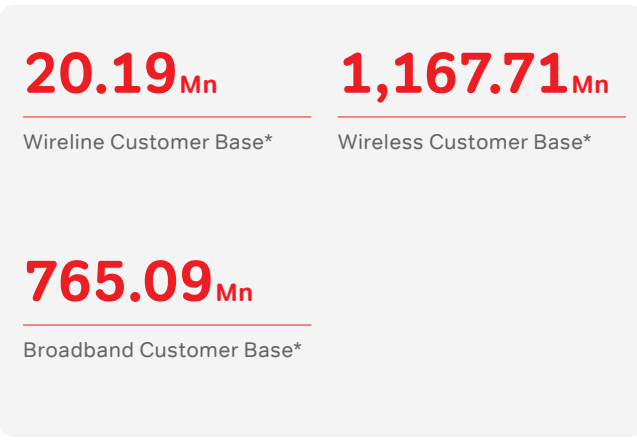 20.19Mn
Wireline Customer Base*
1,167.71Mn
Wireless Customer Base*
765.09Mn
Broadband Customer Base*